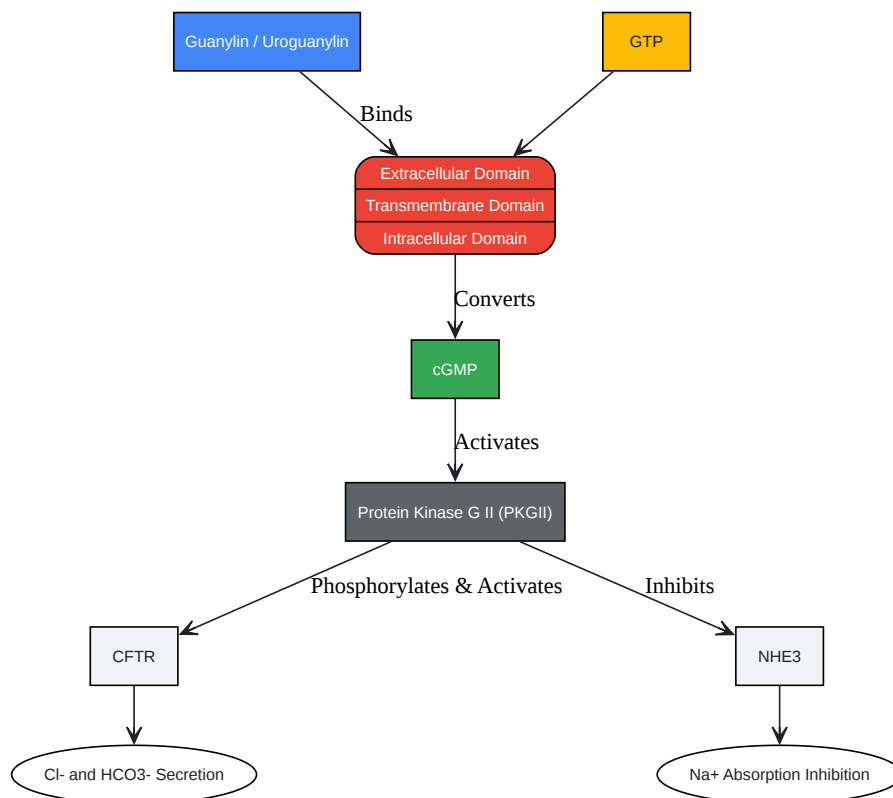 Guanylin / Uroguanylin
GTP
Binds
Extracellular Domain
Transmembrane Domain
Intracellular Domain
Converts
cGMP
Activates
Protein Kinase G II (PKGII)
Phosphorylates & Activates
Inhibits
CFTR
NHE3
Cl- and HCO3- Secretion
Na+ Absorption Inhibition